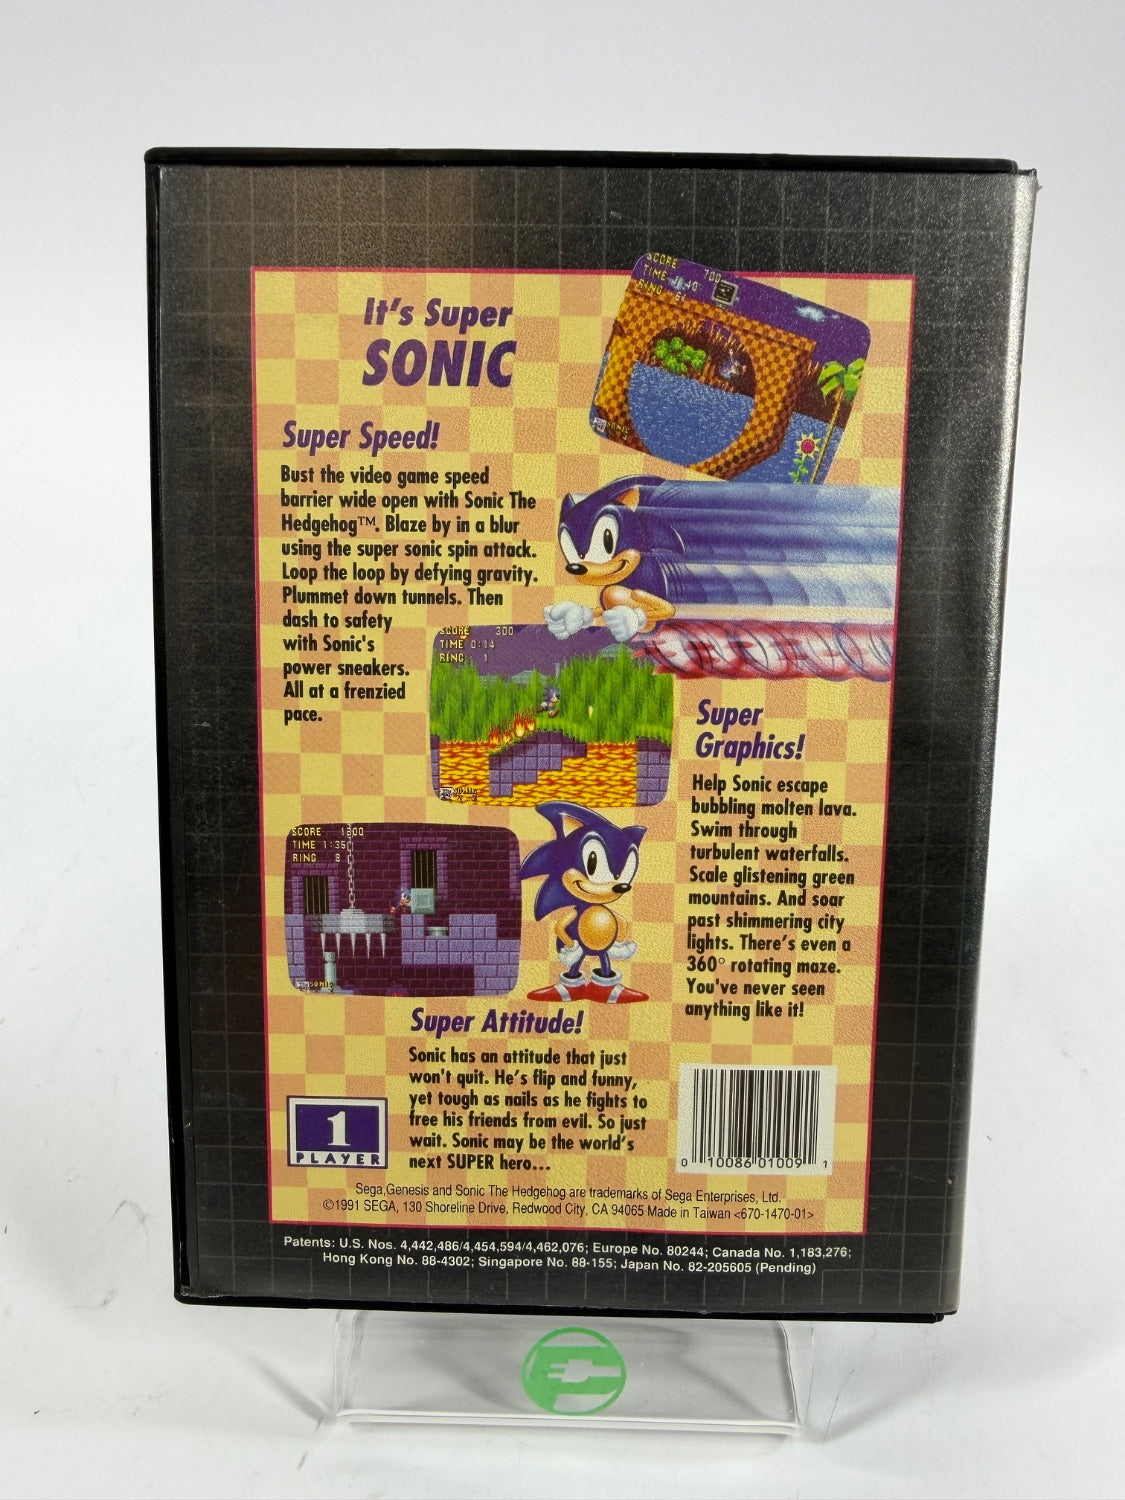 It's Super
SONIC
SCORE 700
TIME
RING
Super Speed!
Bust the video game speed
barrier wide open with Sonic The
Hedgehog™. Blaze by in a blur
using the super sonic spin attack.
Loop the loop by defying gravity.
Plummet down tunnels. Then
dash to safety
with Sonic's
power sneakers.
All at a frenzied
pace.
SCORE 300
TIME 0:14
RING 1
Super
Graphics!
Help Sonic escape
bubbling molten lava.
Swim through
turbulent waterfalls.
Scale glistening green
mountains. And soar
past shimmering city
lights. There's even a
360° rotating maze.
You've never seen
anything like it!
SCORE 1200
TIME 1:35
RING 8
SONIC
Super Attitude!
Sonic has an attitude that just
won't quit. He's flip and funny,
yet tough as nails as he fights to
free his friends from evil. So just
wait. Sonic may be the world's
next SUPER hero...
1
PLAYER
0 10086 01009 1
Sega, Genesis and Sonic The Hedgehog are trademarks of Sega Enterprises, Ltd.
©1991 SEGA, 130 Shoreline Drive, Redwood City, CA 94065 Made in Taiwan <670-1470-01>
Patents: U.S. Nos. 4,442,486/4,454,594/4,462,076; Europe No. 80244; Canada No. 1,183,276;
Hong Kong No. 88-4302; Singapore No. 88-155; Japan No. 82-205605 (Pending)